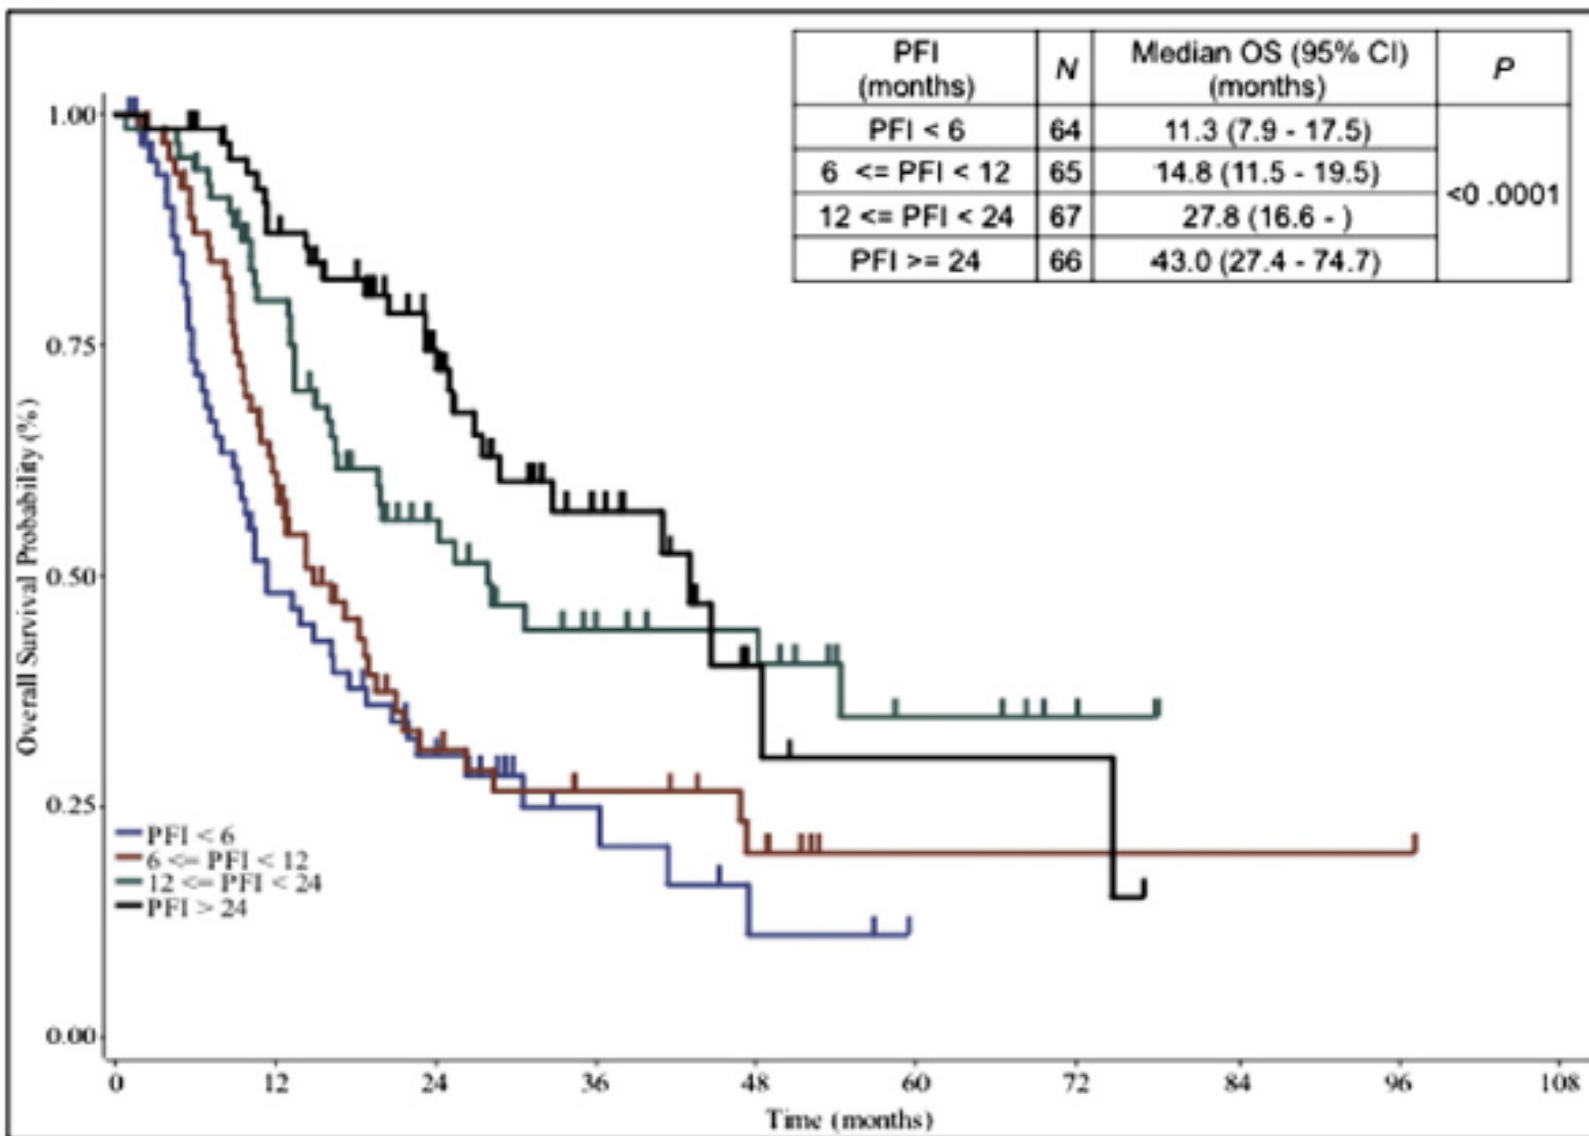 PFI
(months)
N
Median OS (95% CI)
(months)
P
PFI < 6
64
11.3 (7.9 - 17.5)
6 <= PFI < 12
65
14.8 (11.5 - 19.5)
<0 .0001
12 <= PFI < 24
67
27.8 (16.6 - )
PFI >= 24
66
43.0 (27.4 - 74.7)
Overall Survival Probability (%)
1.00
0.75
0.50
0.25
0.00
PFI < 6
6 <= PFI < 12
12 <= PFI < 24
PFI > 24
0 12 24 36 48 60 72 84 96 108
Time (months)